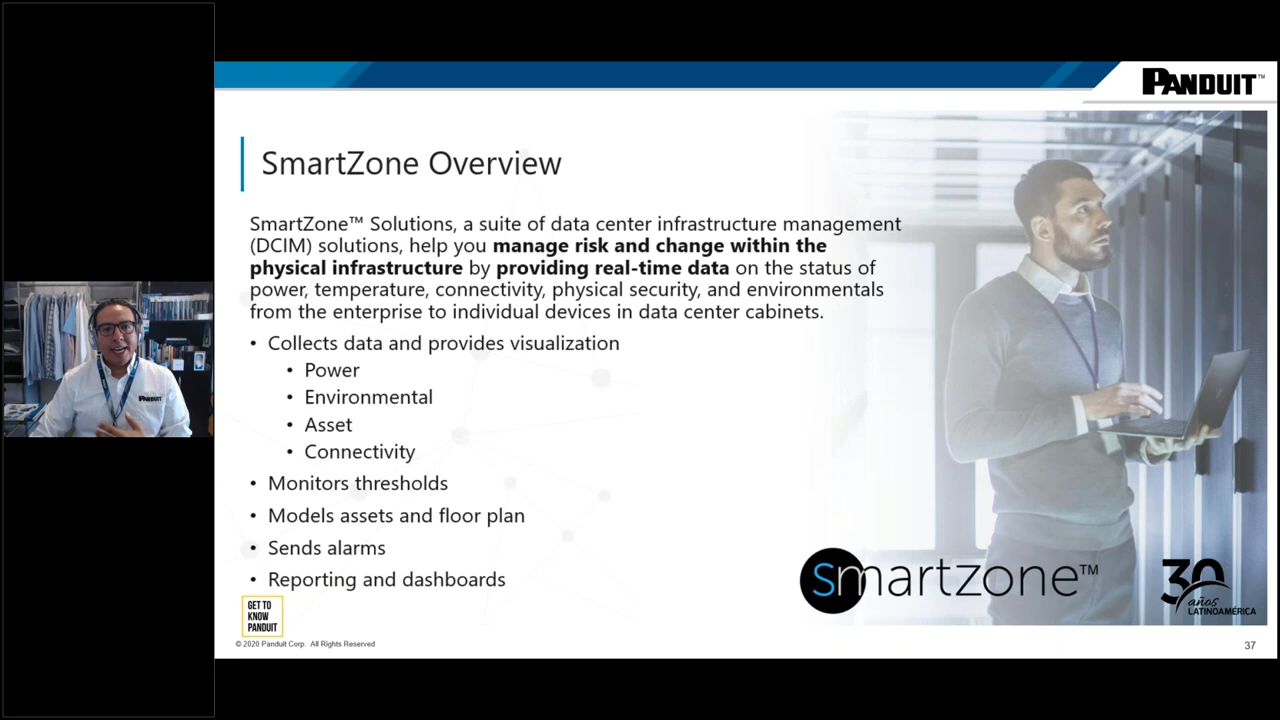 PANDUIT™
SmartZone Overview
SmartZone™ Solutions, a suite of data center infrastructure management
(DCIM) solutions, help you manage risk and change within the
physical infrastructure by providing real-time data on the status of
power, temperature, connectivity, physical security, and environmentals
from the enterprise to individual devices in data center cabinets.
• Collects data and provides visualization
• Power
• Environmental
• Asset
• Connectivity
• Monitors thresholds
• Models assets and floor plan
• Sends alarms
• Reporting and dashboards
PANDUIT
smartzone™
30
años
LATINOAMÉRICA
GET TO
KNOW
PANDUIT
© 2020 Panduit Corp. All Rights Reserved
37